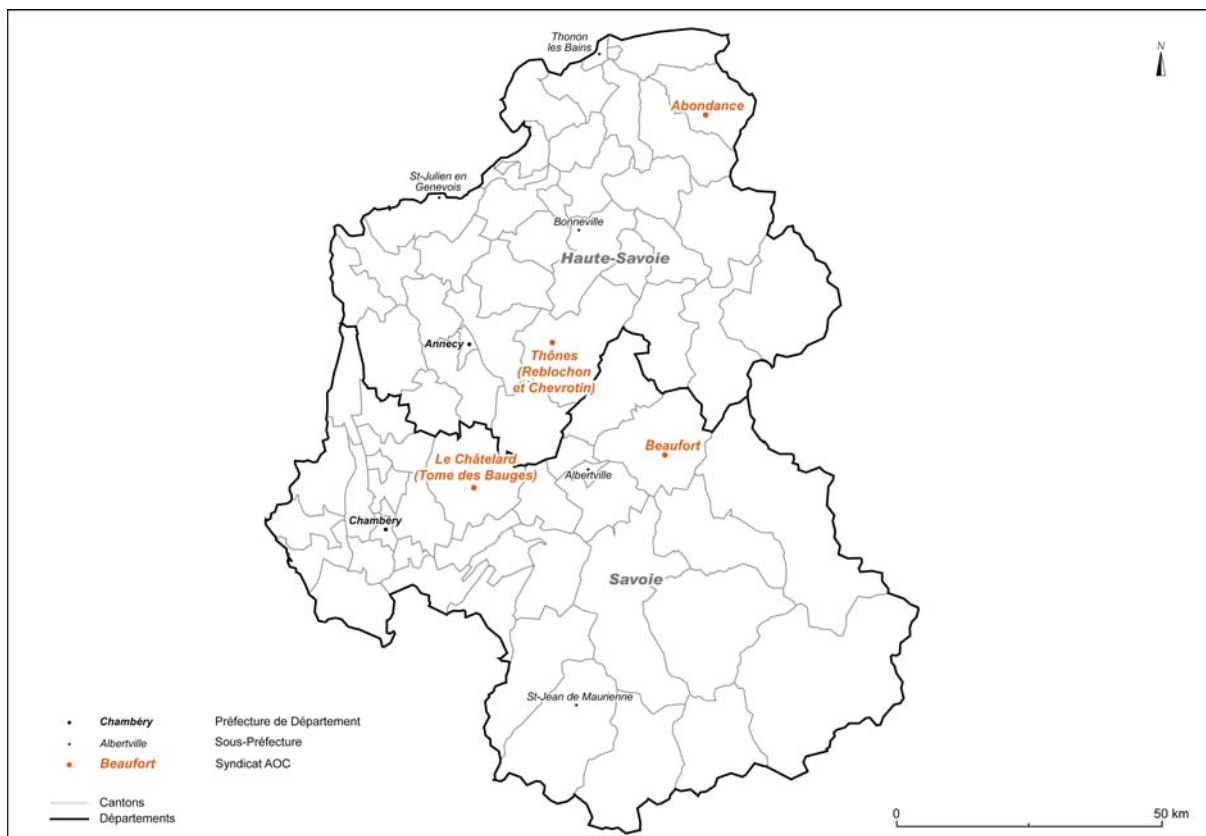 Thonon
les Bains
N
Abondance
St-Julien en
Genevois
Bonneville
Haute-Savoie
Annecy
Thônes
(Reblochon
et Chevrotin)
Beaufort
Le Châtelard
(Tome des Bauges)
Albertville
Chambéry
Savoie
St-Jean de Maurienne
Chambéry Préfecture de Département
Albertville Sous-Préfecture
Beaufort Syndicat AOC
Cantons
Départements
0 50 km